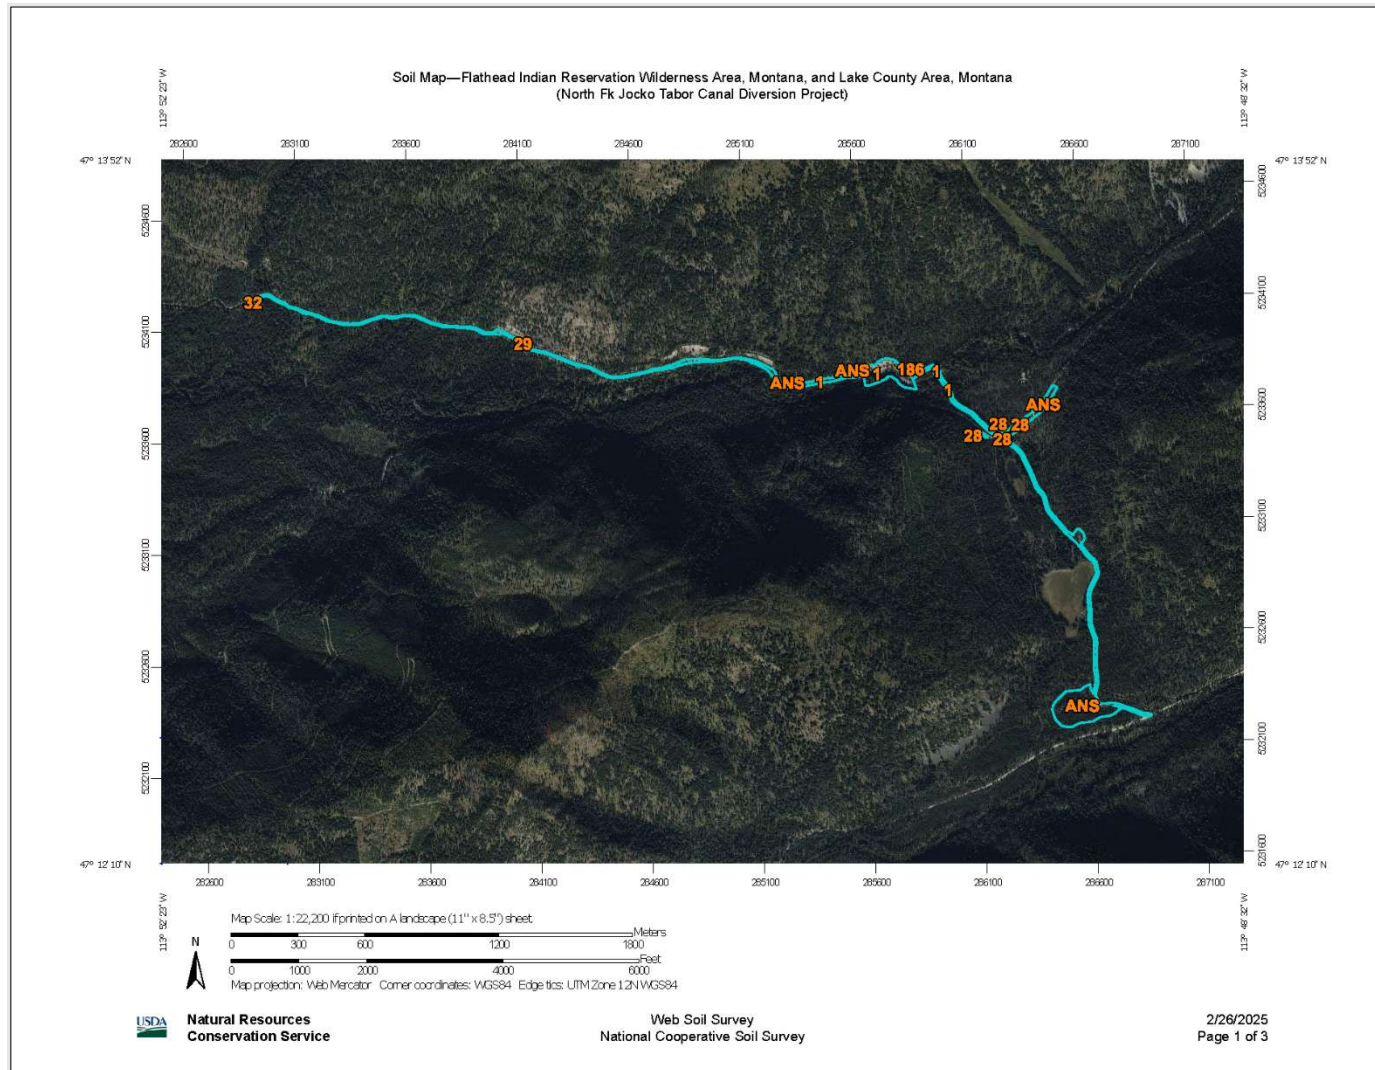 Soil Map—Flathead Indian Reservation Wilderness Area, Montana, and Lake County Area, Montana
(North Fk Jocko Tabor Canal Diversion Project)
113° 52' 23'' W
113° 48' 32'' W
282600 283100 283600 284100 284600 285100 285600 286100 286600 287100
47° 13' 52'' N
47° 13' 52'' N
5234600
5234100
5233600
5233100
5232600
5232100
5234600
5234100
5233600
5233100
5232600
5232100
5231600
32
29
ANS
1
ANS
1
186
1
1
ANS
28
28
28
28
ANS
47° 12' 10'' N
47° 12' 10'' N
282600 283100 283600 284100 284600 285100 285600 286100 286600 287100
113° 52' 23'' W
113° 48' 32'' W
Map Scale: 1:22,200 if printed on A landscape (11" x 8.5") sheet.
N
Meters
0 300 600 1200 1800
Feet
0 1000 2000 4000 6000
Map projection: Web Mercator Corner coordinates: WGS84 Edge tics: UTM Zone 12N WGS84
USDA
Natural Resources
Conservation Service
Web Soil Survey
National Cooperative Soil Survey
2/26/2025
Page 1 of 3